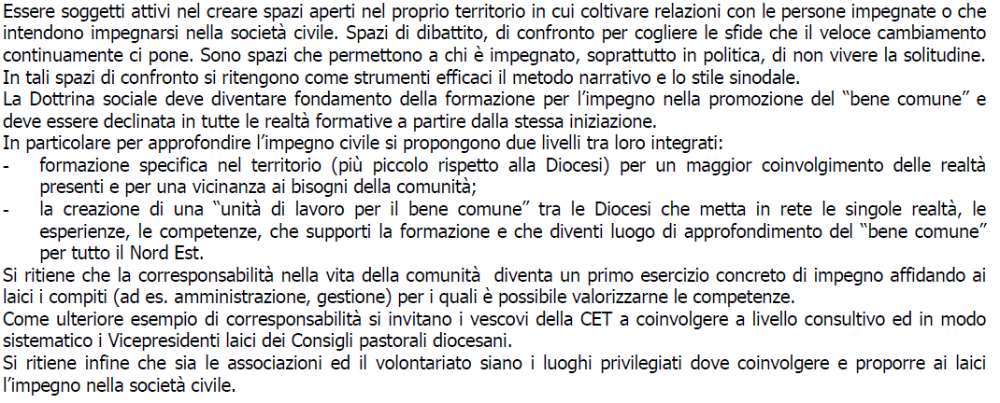 Essere soggetti attivi nel creare spazi aperti nel proprio territorio in cui coltivare relazioni con le persone impegnate o che
intendono impegnarsi nella società civile. Spazi di dibattito, di confronto per cogliere le sfide che il veloce cambiamento
continuamente ci pone. Sono spazi che permettono a chi è impegnato, soprattutto in politica, di non vivere la solitudine.
In tali spazi di confronto si ritengono come strumenti efficaci il metodo narrativo e lo stile sinodale.
La Dottrina sociale deve diventare fondamento della formazione per l’impegno nella promozione del “bene comune” e
deve essere declinata in tutte le realtà formative a partire dalla stessa iniziazione.
In particolare per approfondire l’impegno civile si propongono due livelli tra loro integrati:
- formazione specifica nel territorio (più piccolo rispetto alla Diocesi) per un maggior coinvolgimento delle realtà
presenti e per una vicinanza ai bisogni della comunità;
- la creazione di una “unità di lavoro per il bene comune” tra le Diocesi che metta in rete le singole realtà, le
esperienze, le competenze, che supporti la formazione e che diventi luogo di approfondimento del “bene comune”
per tutto il Nord Est.
Si ritiene che la corresponsabilità nella vita della comunità  diventa un primo esercizio concreto di impegno affidando ai
laici i compiti (ad es. amministrazione, gestione) per i quali è possibile valorizzarne le competenze.
Come ulteriore esempio di corresponsabilità si invitano i vescovi della CET a coinvolgere a livello consultivo ed in modo
sistematico i Vicepresidenti laici dei Consigli pastorali diocesani.
Si ritiene infine che sia le associazioni ed il volontariato siano i luoghi privilegiati dove coinvolgere e proporre ai laici
l’impegno nella società civile.